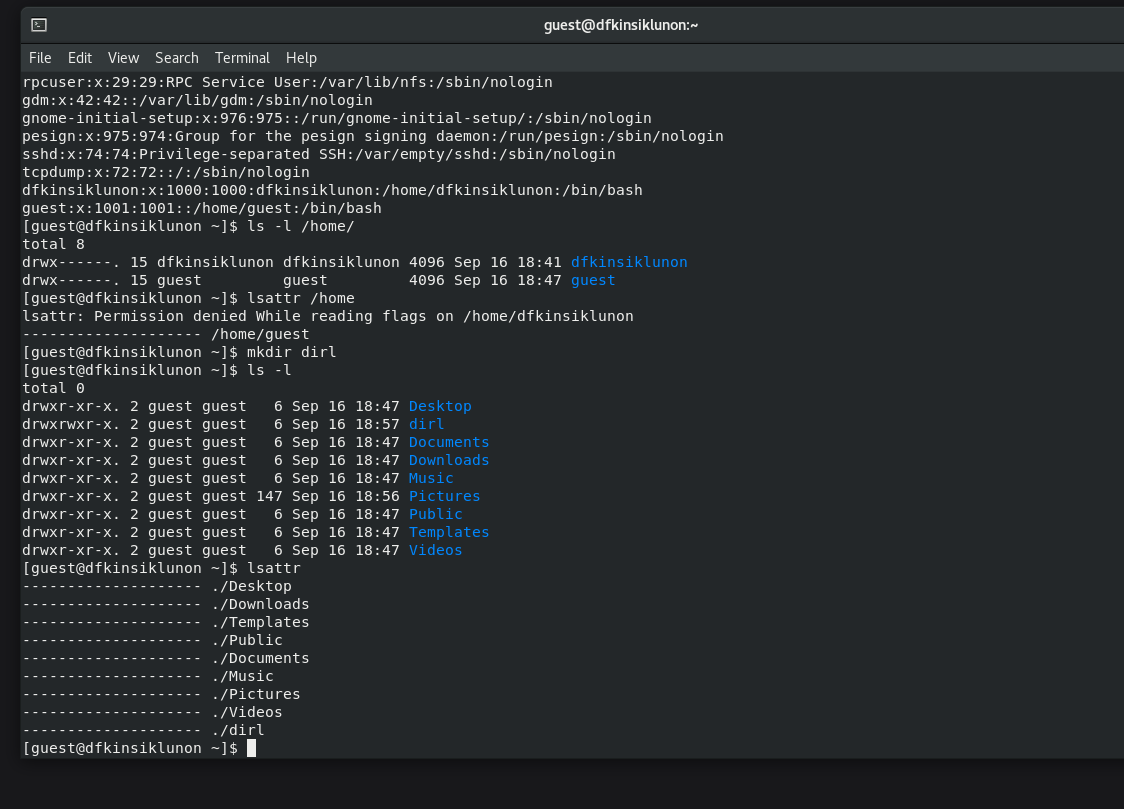 guest@dfkinsiklunon:~
File Edit View Search Terminal Help
rpcuser:x:29:29:RPC Service User:/var/lib/nfs:/sbin/nologin
gdm:x:42:42::/var/lib/gdm:/sbin/nologin
gnome-initial-setup:x:976:975::/run/gnome-initial-setup/:/sbin/nologin
pesign:x:975:974:Group for the pesign signing daemon:/run/pesign:/sbin/nologin
sshd:x:74:74:Privilege-separated SSH:/var/empty/sshd:/sbin/nologin
tcpdump:x:72:72::/:/sbin/nologin
dfkinsiklunon:x:1000:1000:dfkinsiklunon:/home/dfkinsiklunon:/bin/bash
guest:x:1001:1001::/home/guest:/bin/bash
[guest@dfkinsiklunon ~]$ ls -l /home/
total 8
drwx------. 15 dfkinsiklunon dfkinsiklunon 4096 Sep 16 18:41 dfkinsiklunon
drwx------. 15 guest         guest         4096 Sep 16 18:47 guest
[guest@dfkinsiklunon ~]$ lsattr /home
lsattr: Permission denied While reading flags on /home/dfkinsiklunon
-------------------- /home/guest
[guest@dfkinsiklunon ~]$ mkdir dirl
[guest@dfkinsiklunon ~]$ ls -l
total 0
drwxr-xr-x. 2 guest guest   6 Sep 16 18:47 Desktop
drwxrwxr-x. 2 guest guest   6 Sep 16 18:57 dirl
drwxr-xr-x. 2 guest guest   6 Sep 16 18:47 Documents
drwxr-xr-x. 2 guest guest   6 Sep 16 18:47 Downloads
drwxr-xr-x. 2 guest guest   6 Sep 16 18:47 Music
drwxr-xr-x. 2 guest guest 147 Sep 16 18:56 Pictures
drwxr-xr-x. 2 guest guest   6 Sep 16 18:47 Public
drwxr-xr-x. 2 guest guest   6 Sep 16 18:47 Templates
drwxr-xr-x. 2 guest guest   6 Sep 16 18:47 Videos
[guest@dfkinsiklunon ~]$ lsattr
-------------------- ./Desktop
-------------------- ./Downloads
-------------------- ./Templates
-------------------- ./Public
-------------------- ./Documents
-------------------- ./Music
-------------------- ./Pictures
-------------------- ./Videos
-------------------- ./dirl
[guest@dfkinsiklunon ~]$